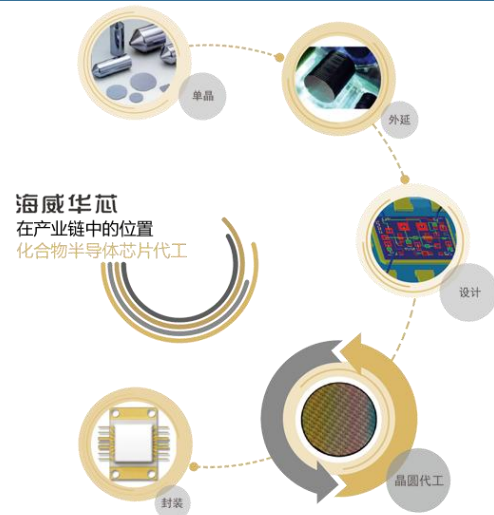 单晶
外延
海威华芯
在产业链中的位置
化合物半导体芯片代工
设计
晶圆代工
封装